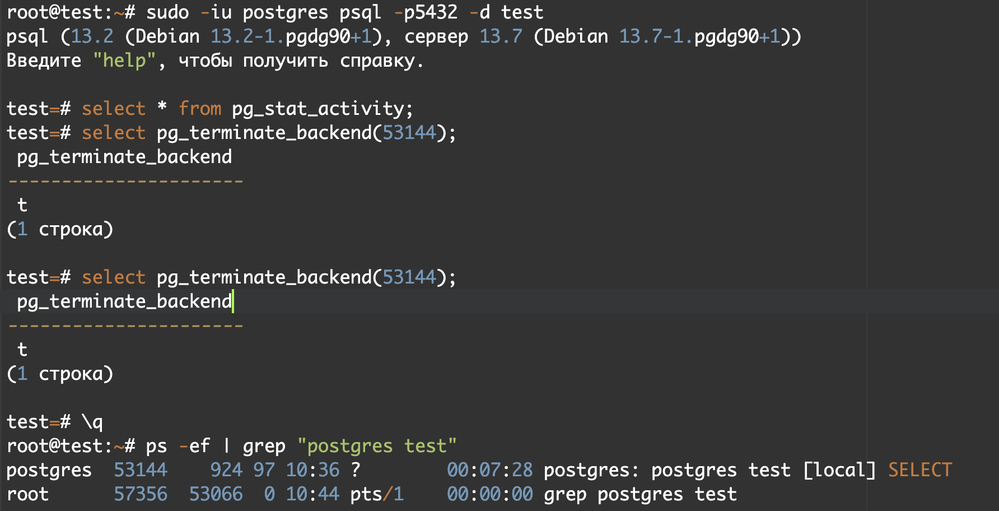 root@test:~# sudo -iu postgres psql -p5432 -d test
psql (13.2 (Debian 13.2-1.pgdg90+1), сервер 13.7 (Debian 13.7-1.pgdg90+1))
Введите "help", чтобы получить справку.
test=# select * from pg_stat_activity;
test=# select pg_terminate_backend(53144);
pg_terminate_backend
----------------------
t
(1 строка)
test=# select pg_terminate_backend(53144);
pg_terminate_backend
----------------------
t
(1 строка)
test=# \q
root@test:~# ps -ef | grep "postgres test"
postgres  53144    924 97 10:36 ?        00:07:28 postgres: postgres test [local] SELECT
root      57356  53066  0 10:44 pts/1    00:00:00 grep postgres test